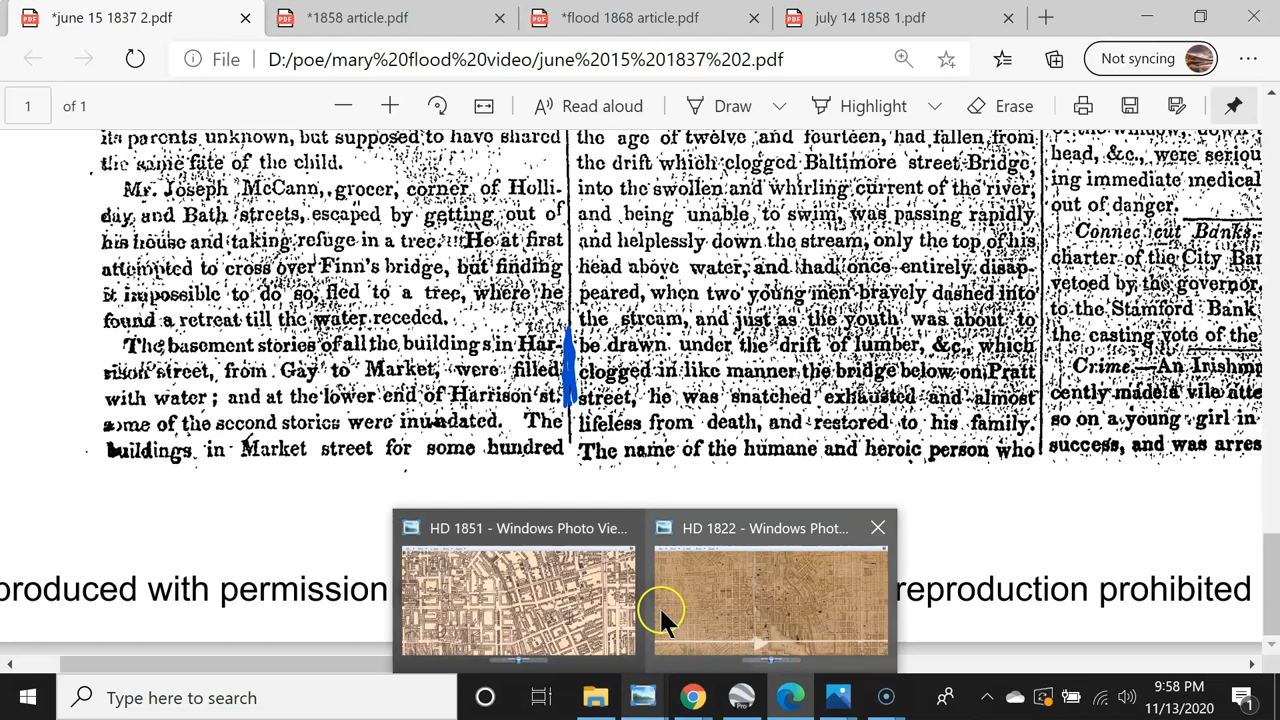 *june 15 1837 2.pdf
*1858 article.pdf
*flood 1868 article.pdf
july 14 1858 1.pdf
File
D:/poe/mary%20flood%20video/june%2015%201837%202.pdf
Not syncing
1
of 1
Read aloud
Draw
Highlight
Erase
its parents unknown, but supposed to have shared
the same fate of the child.
Mr. Joseph McCann, grocer, corner of Holli-
day and Bath streets, escaped by getting out of
his house and taking refuge in a tree. He at first
attempted to cross over Finn's bridge, but finding
it impossible to do so, fled to a tree, where he
found a retreat till the water receded.
The basement stories of all the buildings in Har-
rison street, from Gay to Market, were filled
with water; and at the lower end of Harrison st.
some of the second stories were inundated. The
buildings in Market street for some hundred
the age of twelve and fourteen, had fallen from
the drift which clogged Baltimore street Bridge,
into the swollen and whirling current of the river,
and being unable to swim, was passing rapidly
and helplessly down the stream, only the top of his
head above water, and had once entirely disap-
peared, when two young men bravely dashed into
the stream, and just as the youth was about to
be drawn under the drift of lumber, &c., which
clogged in like manner the bridge below on Pratt
street, he was snatched exhausted and almost
lifeless from death, and restored to his family.
The name of the humane and heroic person who
of the window, down
head, &c., were seriou
ing immediate medical
out of danger.
Connecticut Banks.-
charter of the City Ban
vetoed by the governor,
to the Stamford Bank
the casting vote of the
Crime.—An Irishm
cently made a vile atte
so on a young girl in
success, and was arres
produced with permission
reproduction prohibited
HD 1851 - Windows Photo Vie...
HD 1822 - Windows Phot...
Type here to search
Pro
9:58 PM
11/13/2020
1